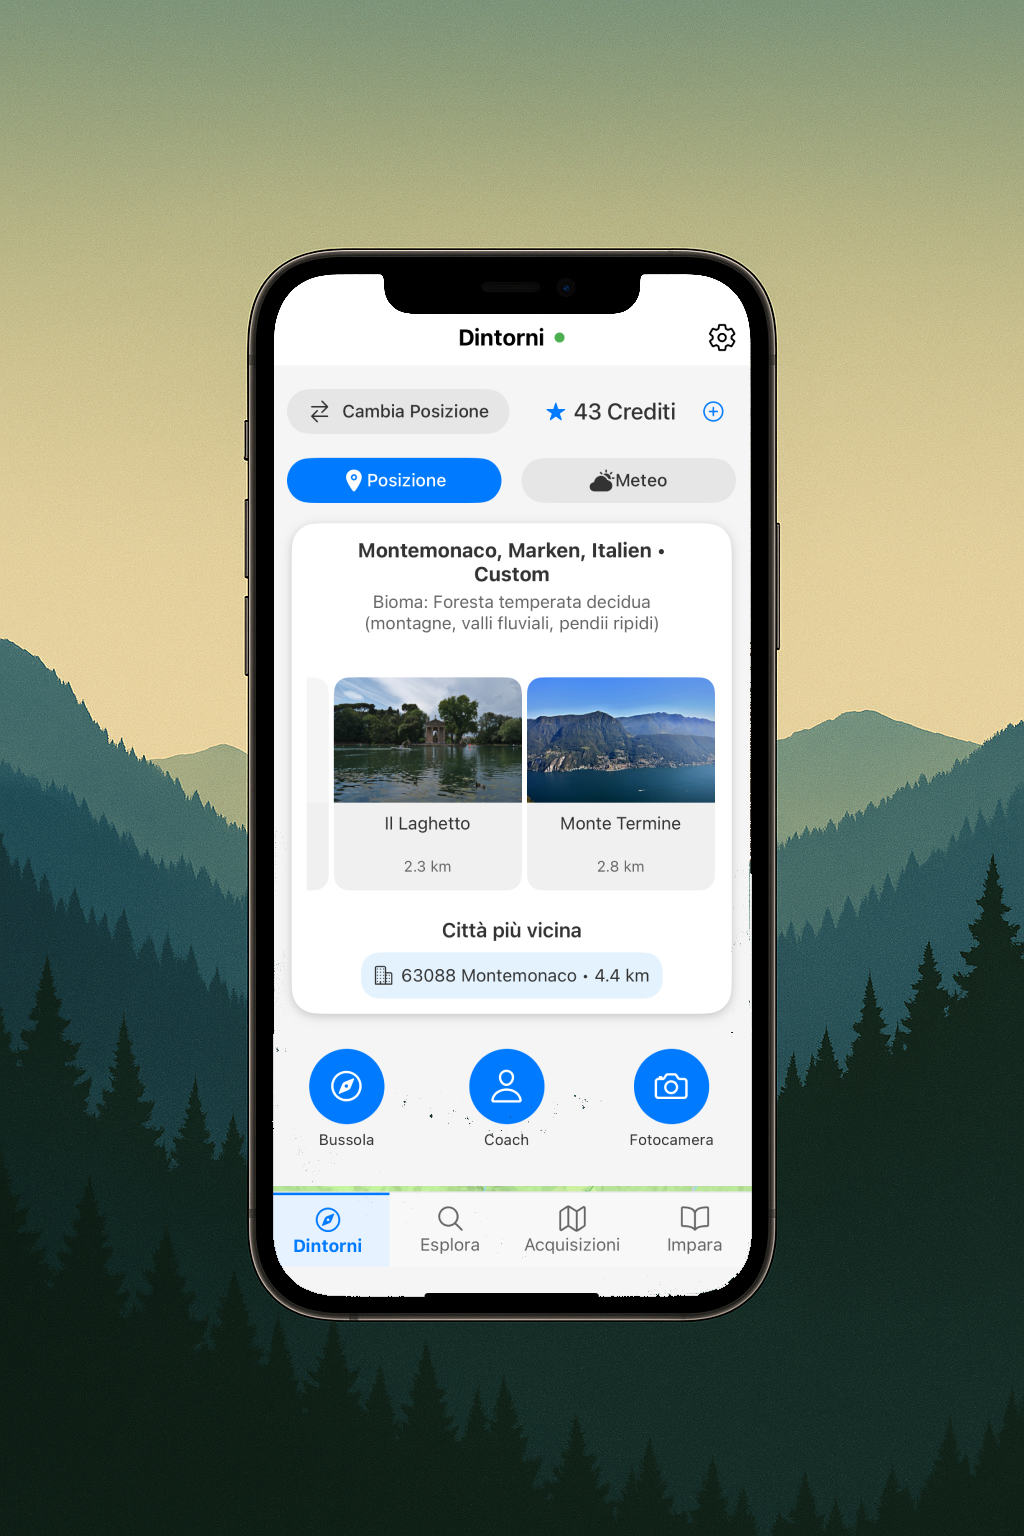 Dintorni
Cambia Posizione
43 Crediti
Posizione
Meteo
Montemonaco, Marken, Italien •
Custom
Bioma: Foresta temperata decidua
(montagne, valli fluviali, pendii ripidi)
Il Laghetto
Monte Termine
2.3 km
2.8 km
Città più vicina
63088 Montemonaco • 4.4 km
Bussola
Coach
Fotocamera
Dintorni
Esplora
Acquisizioni
Impara